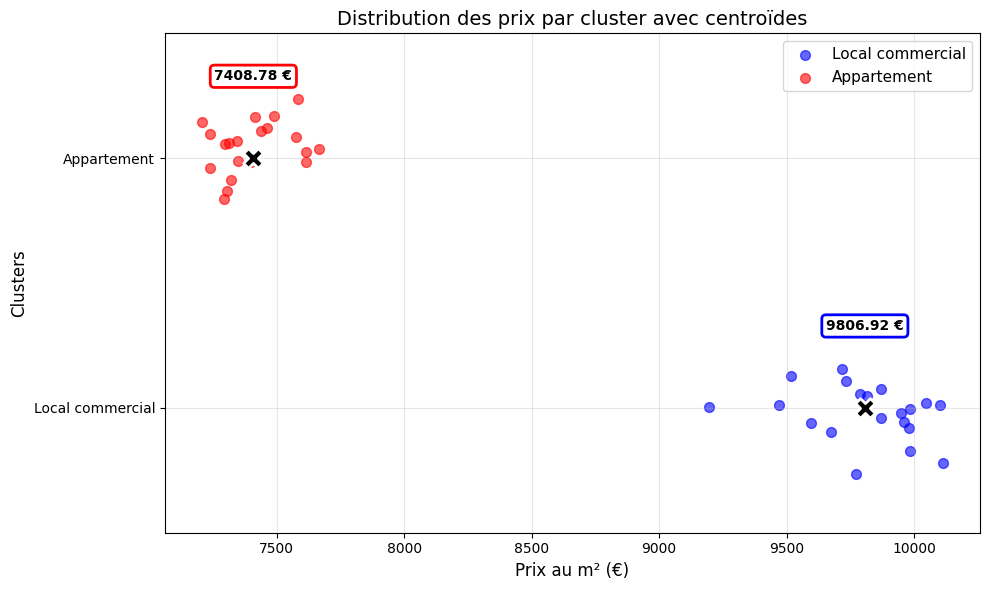 Distribution des prix par cluster avec centroïdes
Local commercial
Appartement
7408.78 €
9806.92 €
Clusters
Appartement
Local commercial
7500 8000 8500 9000 9500 10000
Prix au m² (€)